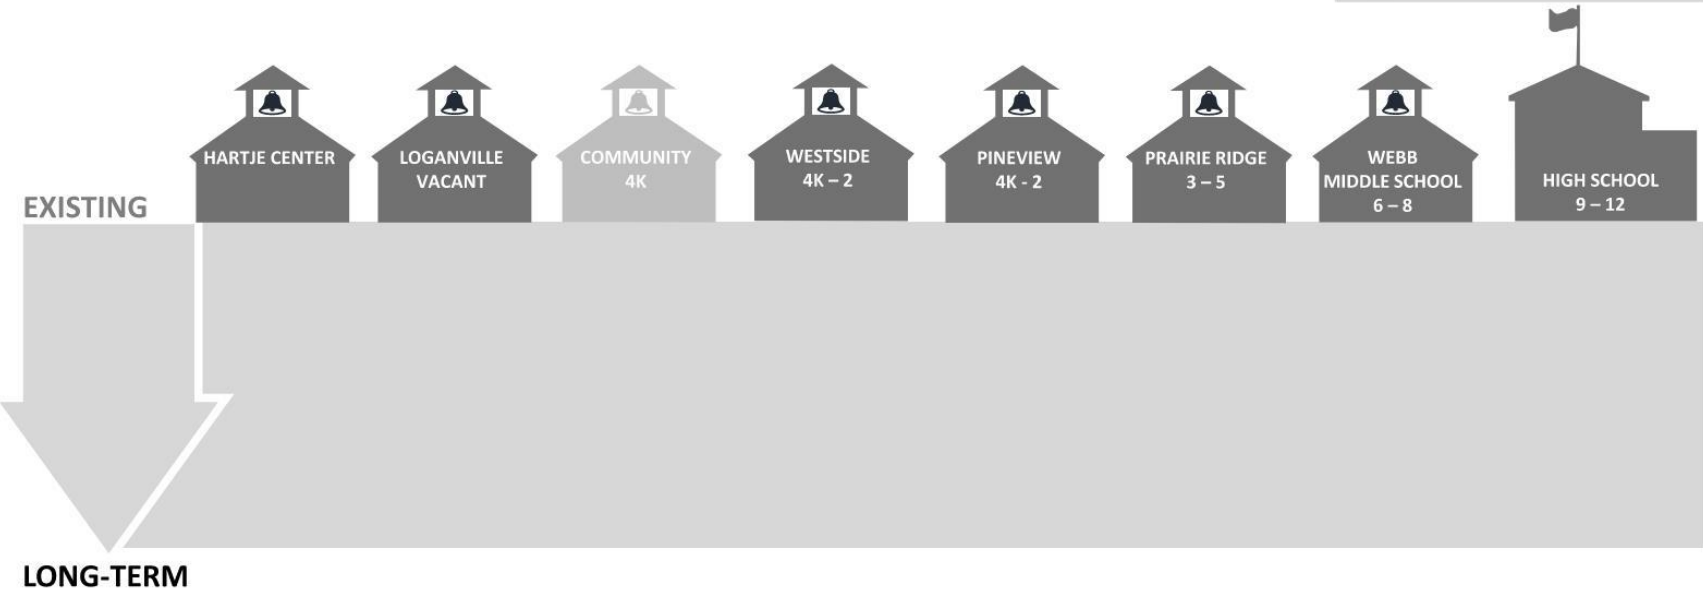 HARTJE CENTER
LOGANVILLE
VACANT
COMMUNITY
4K
WESTSIDE
4K – 2
PINEVIEW
4K - 2
PRAIRIE RIDGE
3 – 5
WEBB
MIDDLE SCHOOL
6 – 8
HIGH SCHOOL
9 – 12
EXISTING
LONG-TERM